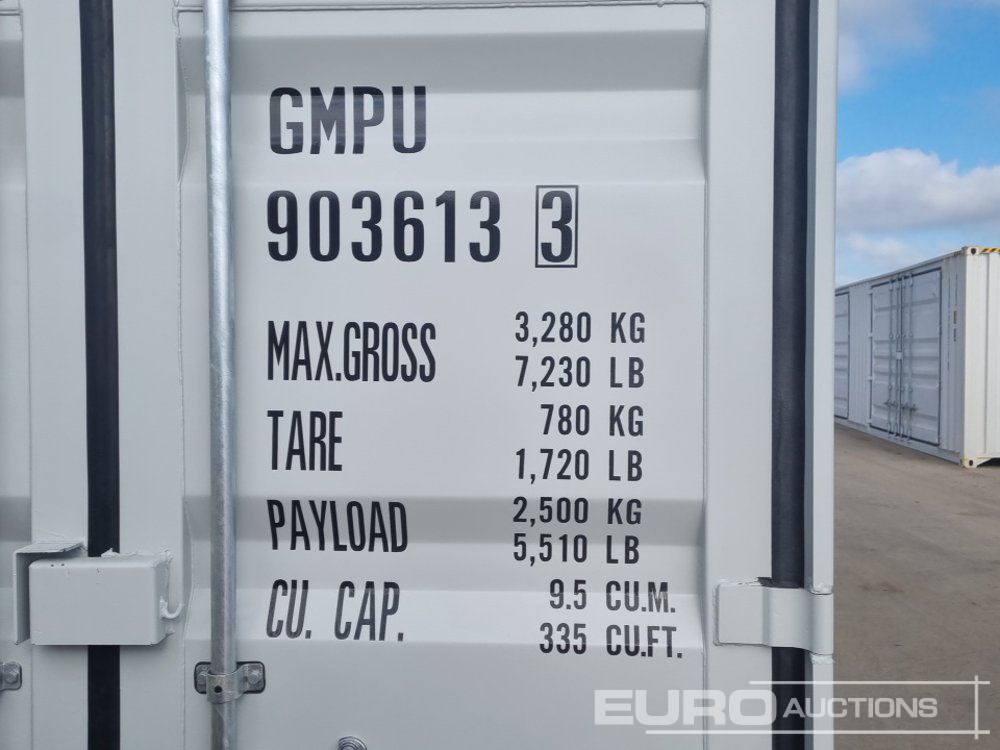 GMPU
903613 3
MAX.GROSS 3,280 KG
7,230 LB
TARE 780 KG
1,720 LB
PAYLOAD 2,500 KG
5,510 LB
CU. CAP. 9.5 CU.M.
335 CU.FT.
EURO AUCTIONS